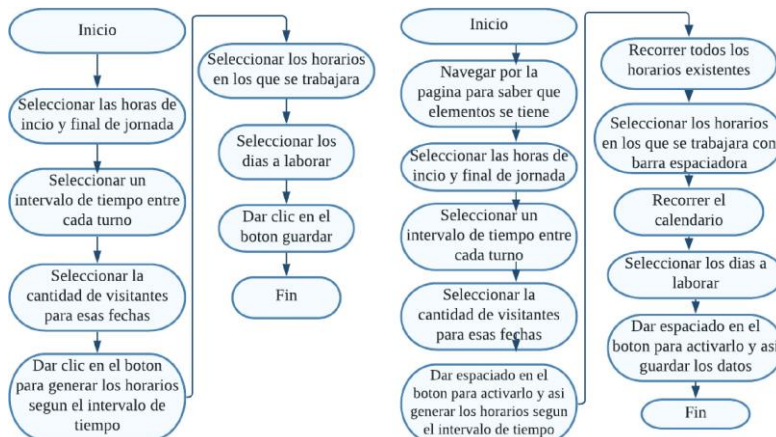 Inicio
Seleccionar las horas de
incio y final de jornada
Seleccionar un
intervalo de tiempo entre
cada turno
Seleccionar la
cantidad de visitantes
para esas fechas
Dar clic en el boton
para generar los horarios
segun el intervalo de
tiempo
Seleccionar los horarios
en los que se trabajara
Seleccionar los
dias a laborar
Dar clic en el
boton guardar
Fin
Inicio
Navegar por la
pagina para saber que
elementos se tiene
Seleccionar las horas de
incio y final de jornada
Seleccionar un
intervalo de tiempo entre
cada turno
Seleccionar la
cantidad de visitantes
para esas fechas
Dar espaciado en el
boton para activarlo y asi
generar los horarios segun
el intervalo de tiempo
Recorrer todos los
horarios existentes
Seleccionar los horarios
en los que se trabajara con
barra espaciadora
Recorrer el
calendario
Seleccionar los dias a
laborar
Dar espaciado en el
boton para activarlo y asi
guardar los datos
Fin